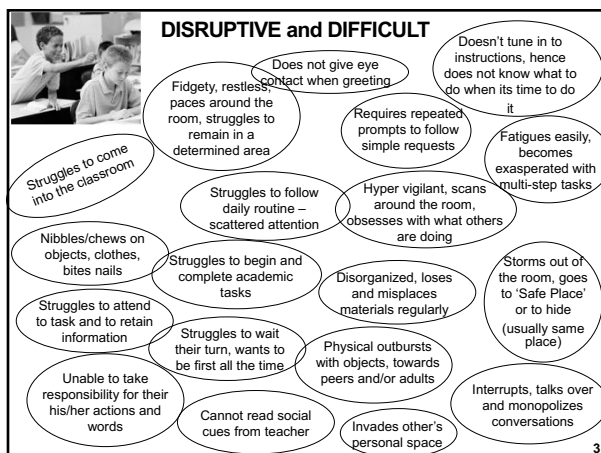 DISRUPTIVE and DIFFICULT
Does not give eye
contact when greeting
Doesn't tune in to
instructions, hence
does not know what to
do when its time to do
it
Fidgety, restless,
paces around the
room, struggles to
remain in a
determined area
Requires repeated
prompts to follow
simple requests
Fatigues easily,
becomes
exasperated with
multi-step tasks
Struggles to come
into the classroom
Struggles to follow
daily routine –
scattered attention
Hyper vigilant, scans
around the room,
obsesses with what others
are doing
Nibbles/chews on
objects, clothes,
bites nails
Struggles to begin and
complete academic
tasks
Disorganized, loses
and misplaces
materials regularly
Storms out of
the room, goes
to 'Safe Place'
or to hide
(usually same
place)
Struggles to attend
to task and to retain
information
Struggles to wait
their turn, wants to
be first all the time
Physical outbursts
with objects, towards
peers and/or adults
Unable to take
responsibility for their
his/her actions and
words
Cannot read social
cues from teacher
Invades other's
personal space
Interrupts, talks over
and monopolizes
conversations
3